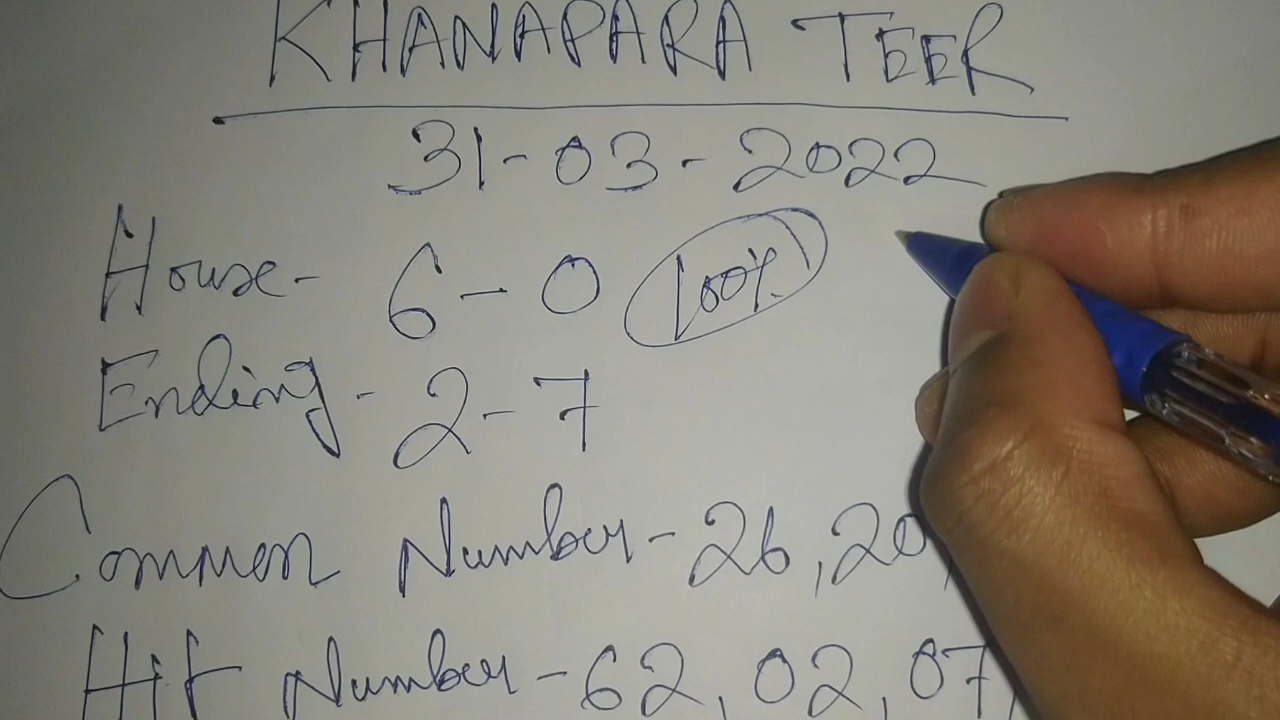 KHANAPARA TEER
31-03-2022
House- 6-0 100%
Ending- 2-7
Common Number-26,20,
Hit Number-62,02,07,